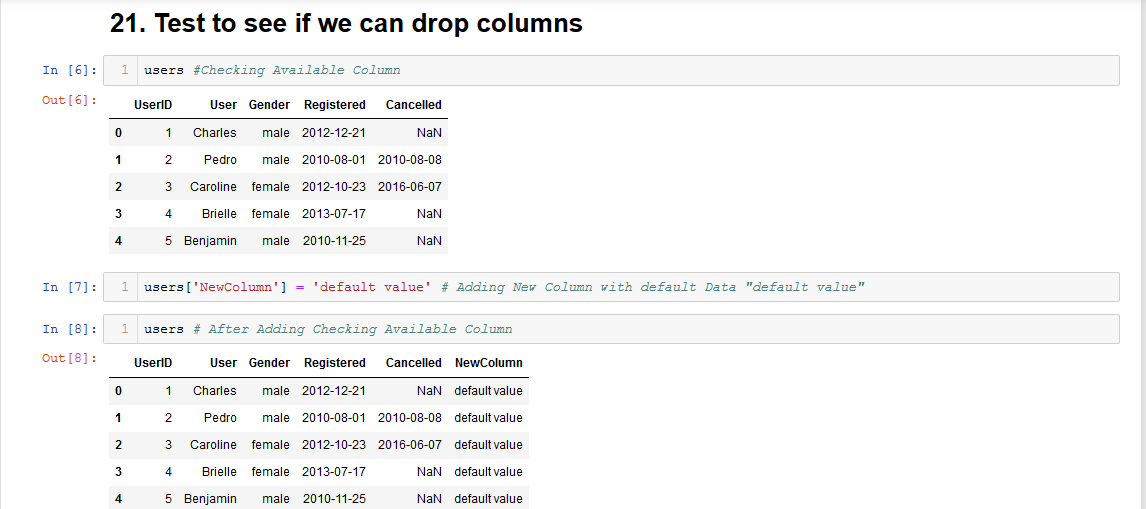 21. Test to see if we can drop columns
In [6]: 1 users #Checking Available Column
Out[6]:
UserID User Gender Registered Cancelled
0 1 Charles male 2012-12-21 NaN
1 2 Pedro male 2010-08-01 2010-08-08
2 3 Caroline female 2012-10-23 2016-06-07
3 4 Brielle female 2013-07-17 NaN
4 5 Benjamin male 2010-11-25 NaN
In [7]: 1 users['NewColumn'] = 'default value' # Adding New Column with default Data "default value"
In [8]: 1 users # After Adding Checking Available Column
Out[8]:
UserID User Gender Registered Cancelled NewColumn
0 1 Charles male 2012-12-21 NaN default value
1 2 Pedro male 2010-08-01 2010-08-08 default value
2 3 Caroline female 2012-10-23 2016-06-07 default value
3 4 Brielle female 2013-07-17 NaN default value
4 5 Benjamin male 2010-11-25 NaN default value